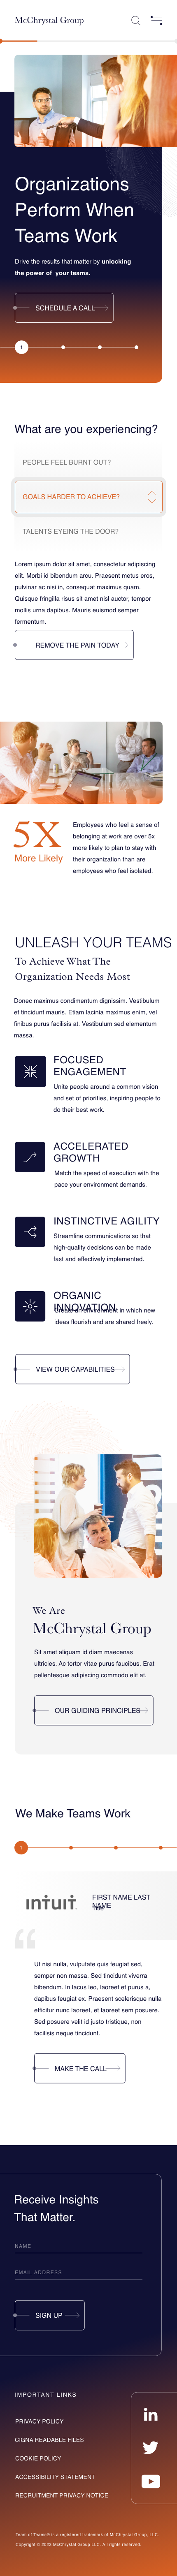 McChrystal Group
Organizations
Perform When
Teams Work
Drive the results that matter by unlocking
the power of your teams.
SCHEDULE A CALL
1
What are you experiencing?
PEOPLE FEEL BURNT OUT?
GOALS HARDER TO ACHIEVE?
TALENTS EYEING THE DOOR?
Lorem ipsum dolor sit amet, consectetur adipiscing
elit. Morbi id bibendum arcu. Praesent metus eros,
pulvinar ac nisi in, consequat maximus quam.
Quisque fringilla risus sit amet nisl auctor, tempor
mollis urna dapibus. Mauris euismod semper
fermentum.
REMOVE THE PAIN TODAY
5X
More Likely
Employees who feel a sense of
belonging at work are over 5x
more likely to plan to stay with
their organization than are
employees who feel isolated.
UNLEASH YOUR TEAMS
To Achieve What The
Organization Needs Most
Donec maximus condimentum dignissim. Vestibulum
et tincidunt mauris. Etiam lacinia maximus enim, vel
finibus purus facilisis at. Vestibulum sed elementum
massa.
FOCUSED
ENGAGEMENT
Unite people around a common vision
and set of priorities, inspiring people to
do their best work.
ACCELERATED
GROWTH
Match the speed of execution with the
pace your environment demands.
INSTINCTIVE AGILITY
Streamline communications so that
high-quality decisions can be made
fast and effectively implemented.
ORGANIC
INNOVATION
Create an environment in which new
ideas flourish and are shared freely.
VIEW OUR CAPABILITIES
We Are
McChrystal Group
Sit amet aliquam id diam maecenas
ultricies. Ac tortor vitae purus faucibus. Erat
pellentesque adipiscing commodo elit at.
OUR GUIDING PRINCIPLES
We Make Teams Work
1
INTUIT
FIRST NAME LAST
NAME
Title
“
Ut nisi nulla, vulputate quis feugiat sed,
semper non massa. Sed tincidunt viverra
bibendum. In lacus leo, laoreet et purus a,
dapibus feugiat ex. Praesent scelerisque nulla
efficitur nunc laoreet, et laoreet sem posuere.
Sed posuere velit id justo tristique, non
facilisis neque tincidunt.
MAKE THE CALL
Receive Insights
That Matter.
NAME
EMAIL ADDRESS
SIGN UP
IMPORTANT LINKS
PRIVACY POLICY
CIGNA READABLE FILES
COOKIE POLICY
ACCESSIBILITY STATEMENT
RECRUITMENT PRIVACY NOTICE
in
Team of Teams® is a registered trademark of McChrystal Group, LLC.
Copyright © 2023 McChrystal Group LLC. All rights reserved.